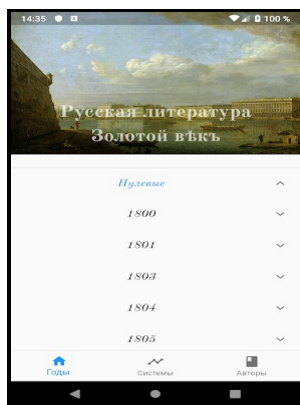 14:35 100 %
Русская литература
Золотой вѣкъ
Нулевые
1800
1801
1803
1804
1805
Годы Системы Авторы